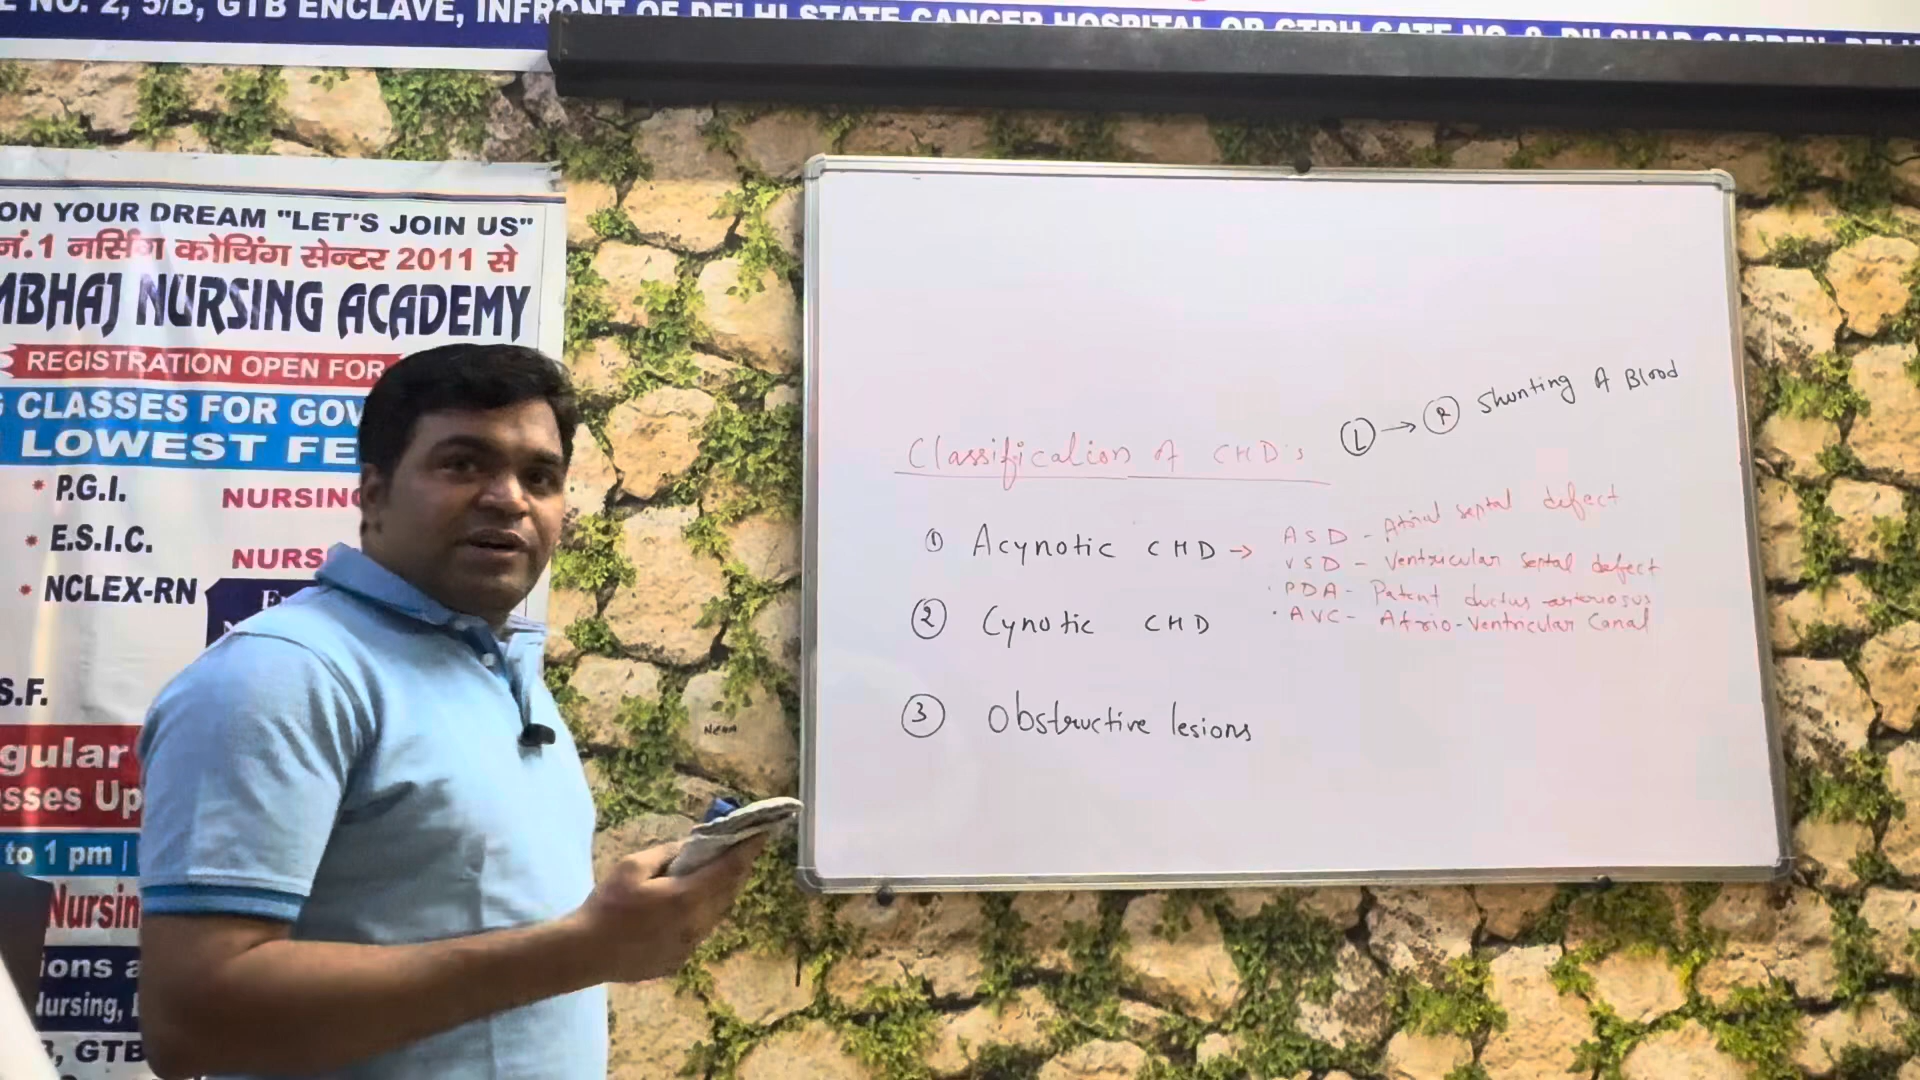 NO. 2, 5/B, GTB ENCLAVE, INFRONT OF DELHI STATE CANCER HOSPITAL OR GTBH GATE NO.
ON YOUR DREAM "LET'S JOIN US"
नं.1 नर्सिंग कोचिंग सेन्टर 2011 से
MBHAJ NURSING ACADEMY
REGISTRATION OPEN FOR
CLASSES FOR GOV
LOWEST FE
* P.G.I.
NURSING
* E.S.I.C.
NURS
* NCLEX-RN
S.F.
gular
sses Up
to 1 pm |
Nursin
ions a
Nursing,
, GTB
Neon
L → R Shunting of Blood
Classification of CHD's
① Acynotic CHD →
ASD - Atrial septal defect
VSD - Ventricular septal defect
· PDA - Patent ductus arteriosus
· AVC - Atrio-Ventricular Canal
② Cynotic CHD
③ Obstructive lesions